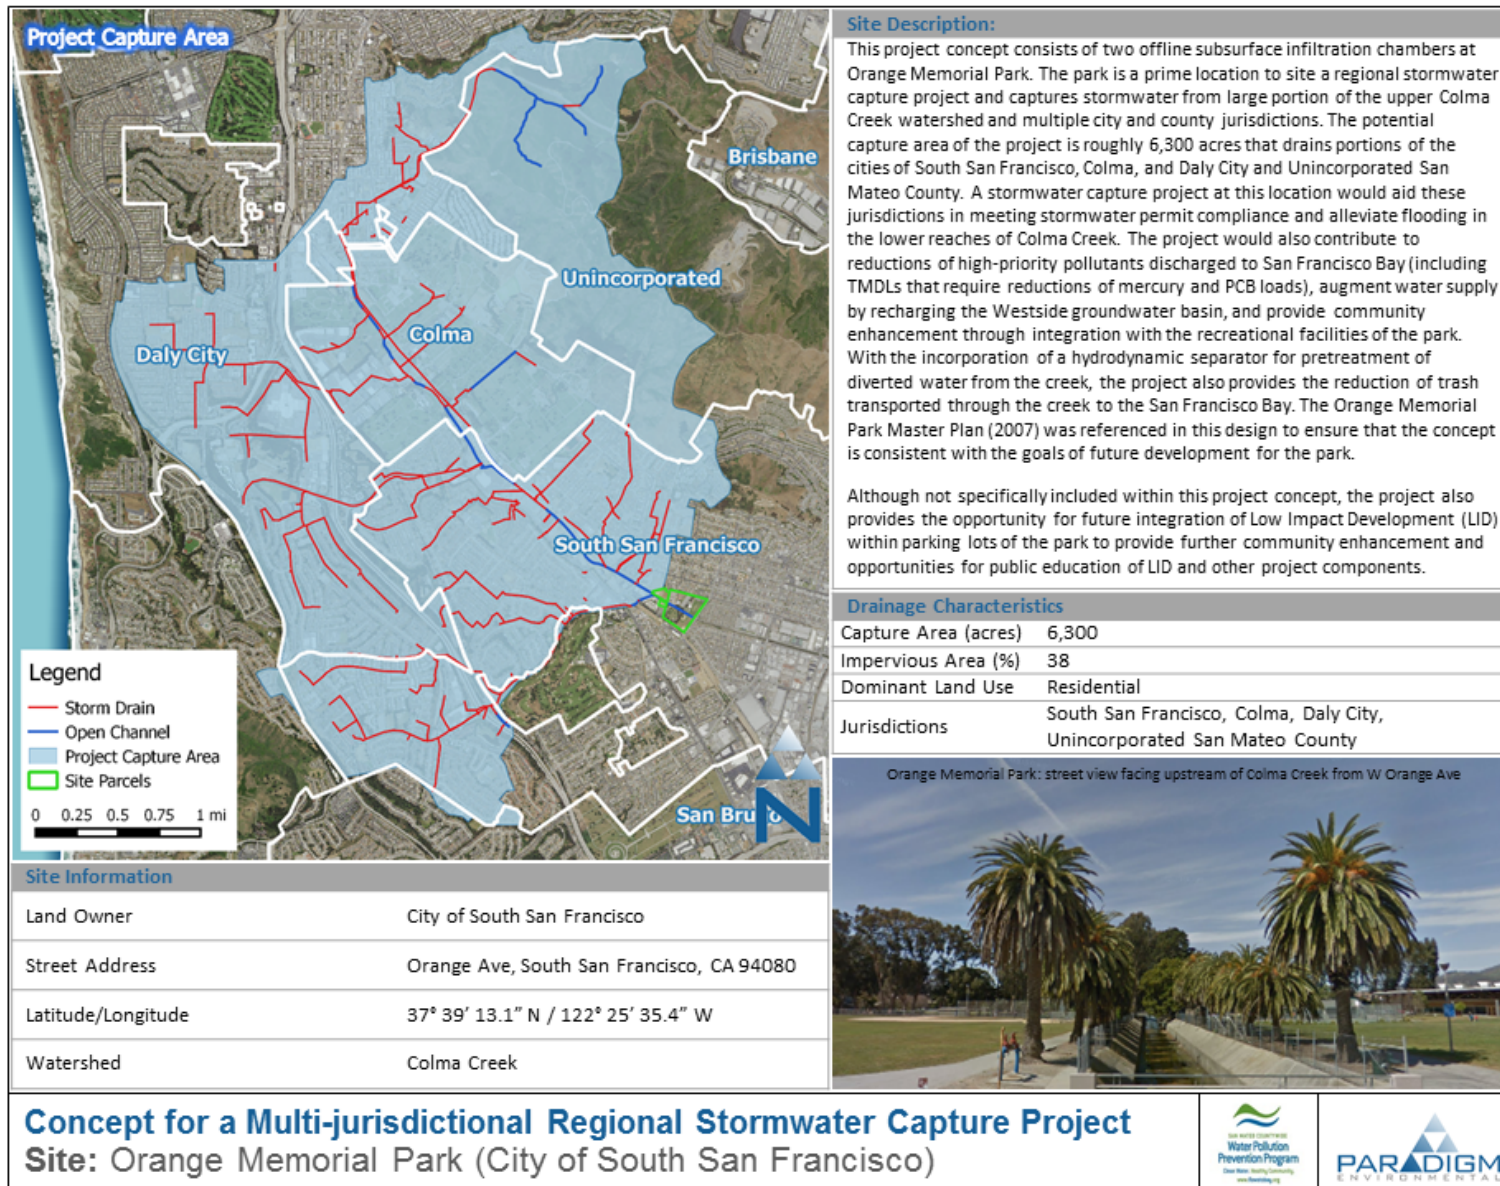 Project Capture Area
Brisbane
Unincorporated
Colma
Daly City
South San Francisco
San Bruno
Legend
Storm Drain
Open Channel
Project Capture Area
Site Parcels
0 0.25 0.5 0.75 1 mi
N
Site Description:
This project concept consists of two offline subsurface infiltration chambers at
Orange Memorial Park. The park is a prime location to site a regional stormwater
capture project and captures stormwater from large portion of the upper Colma
Creek watershed and multiple city and county jurisdictions. The potential
capture area of the project is roughly 6,300 acres that drains portions of the
cities of South San Francisco, Colma, and Daly City and Unincorporated San
Mateo County. A stormwater capture project at this location would aid these
jurisdictions in meeting stormwater permit compliance and alleviate flooding in
the lower reaches of Colma Creek. The project would also contribute to
reductions of high-priority pollutants discharged to San Francisco Bay (including
TMDLs that require reductions of mercury and PCB loads), augment water supply
by recharging the Westside groundwater basin, and provide community
enhancement through integration with the recreational facilities of the park.
With the incorporation of a hydrodynamic separator for pretreatment of
diverted water from the creek, the project also provides the reduction of trash
transported through the creek to the San Francisco Bay. The Orange Memorial
Park Master Plan (2007) was referenced in this design to ensure that the concept
is consistent with the goals of future development for the park.
Although not specifically included within this project concept, the project also
provides the opportunity for future integration of Low Impact Development (LID)
within parking lots of the park to provide further community enhancement and
opportunities for public education of LID and other project components.
Drainage Characteristics
Capture Area (acres) 6,300
Impervious Area (%) 38
Dominant Land Use Residential
Jurisdictions South San Francisco, Colma, Daly City,
Unincorporated San Mateo County
Orange Memorial Park: street view facing upstream of Colma Creek from W Orange Ave
Site Information
Land Owner City of South San Francisco
Street Address Orange Ave, South San Francisco, CA 94080
Latitude/Longitude 37° 39’ 13.1” N / 122° 25’ 35.4” W
Watershed Colma Creek
Concept for a Multi-jurisdictional Regional Stormwater Capture Project
Site: Orange Memorial Park (City of South San Francisco)
SAN MATEO COUNTYWIDE
Water Pollution
Prevention Program
Clean Water. Healthy Community.
www.flowstobay.org
PARADIGM
ENVIRONMENTAL